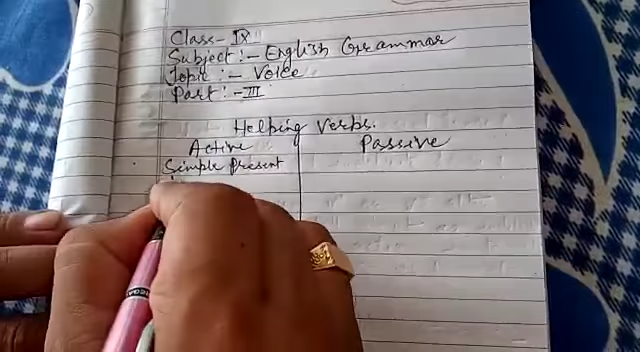 Class- IX
Subject :- English Grammar
Topic :- Voice
Part :- III
Helping Verbs.
Active Passive
Simple Present